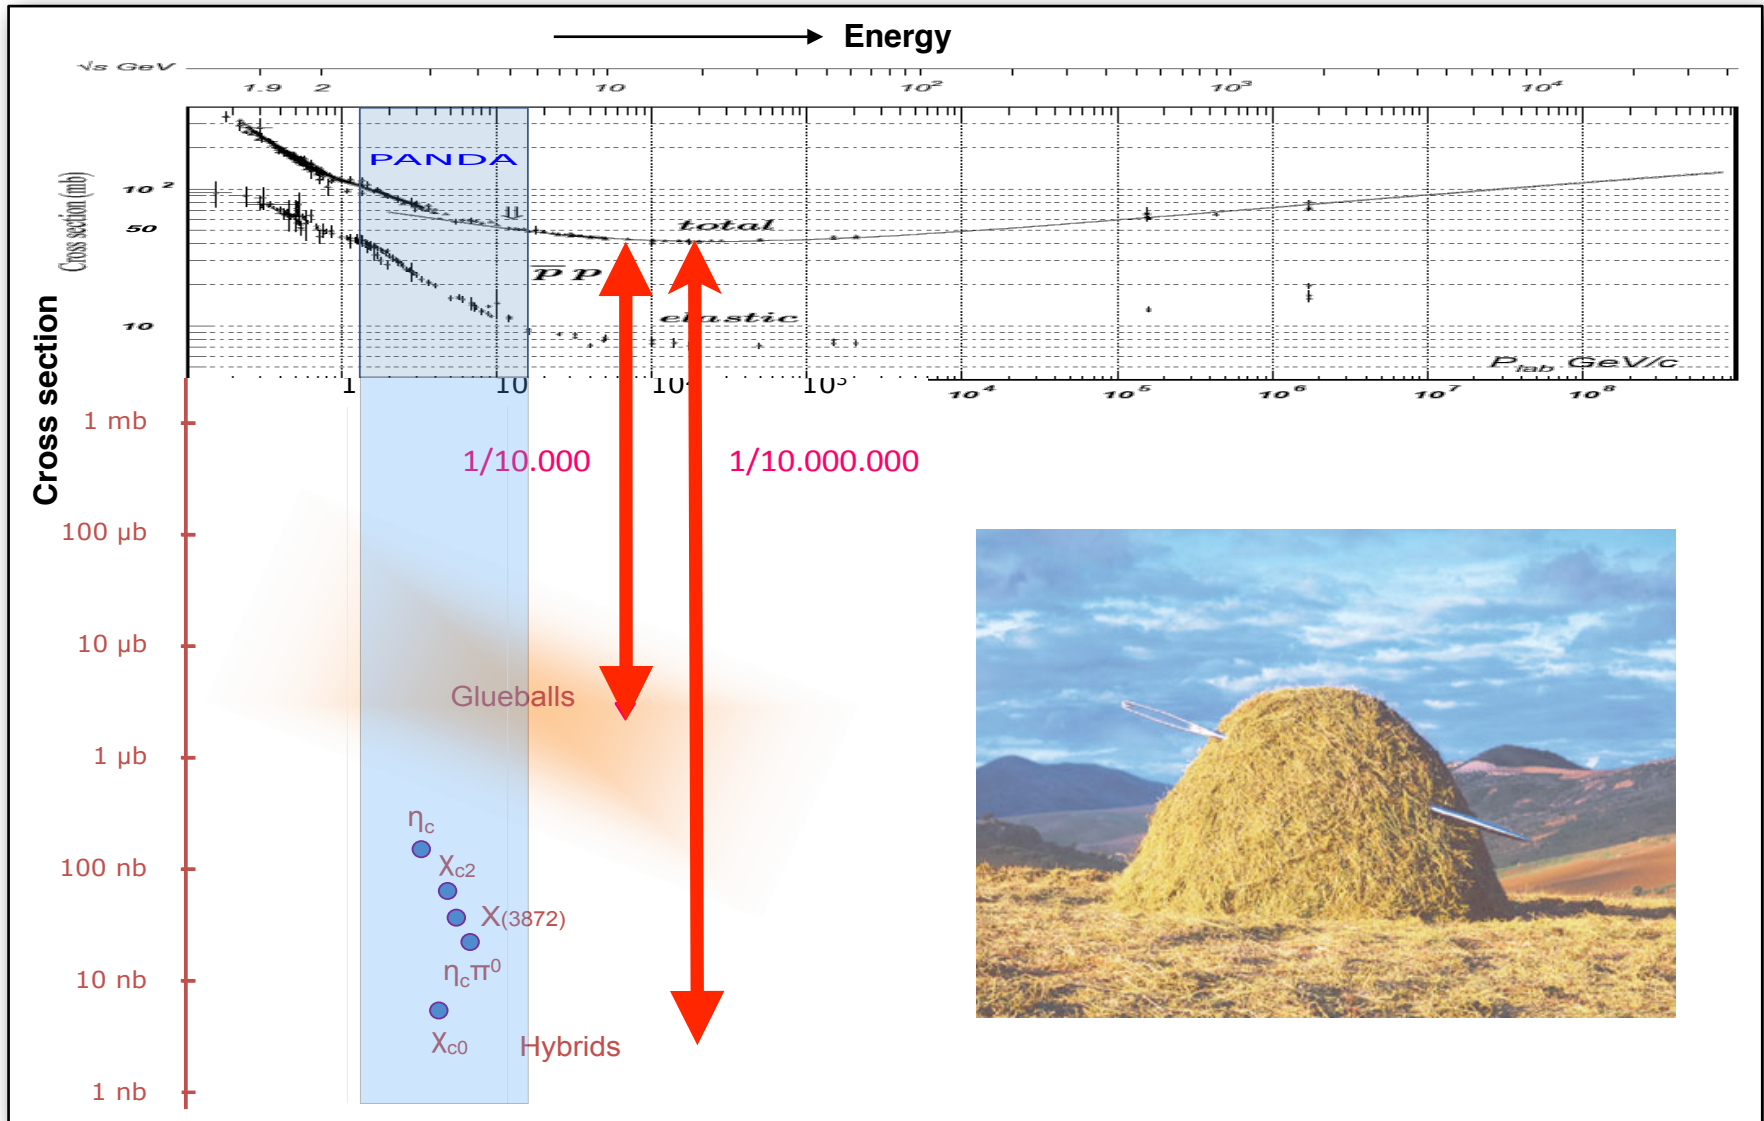 Energy
√s GeV
1.9 2 10 10² 10³ 10⁴
PANDA
Cross section (mb)
10²
50
10
total
p̅p
elastic
P_lab GeV/c
1 10 10² 10³ 10⁴ 10⁵ 10⁶ 10⁷ 10⁸
Cross section
1 mb
100 μb
10 μb
1 μb
100 nb
10 nb
1 nb
1/10.000
1/10.000.000
Glueballs
ηc
χc2
X(3872)
ηcπ⁰
χc0
Hybrids